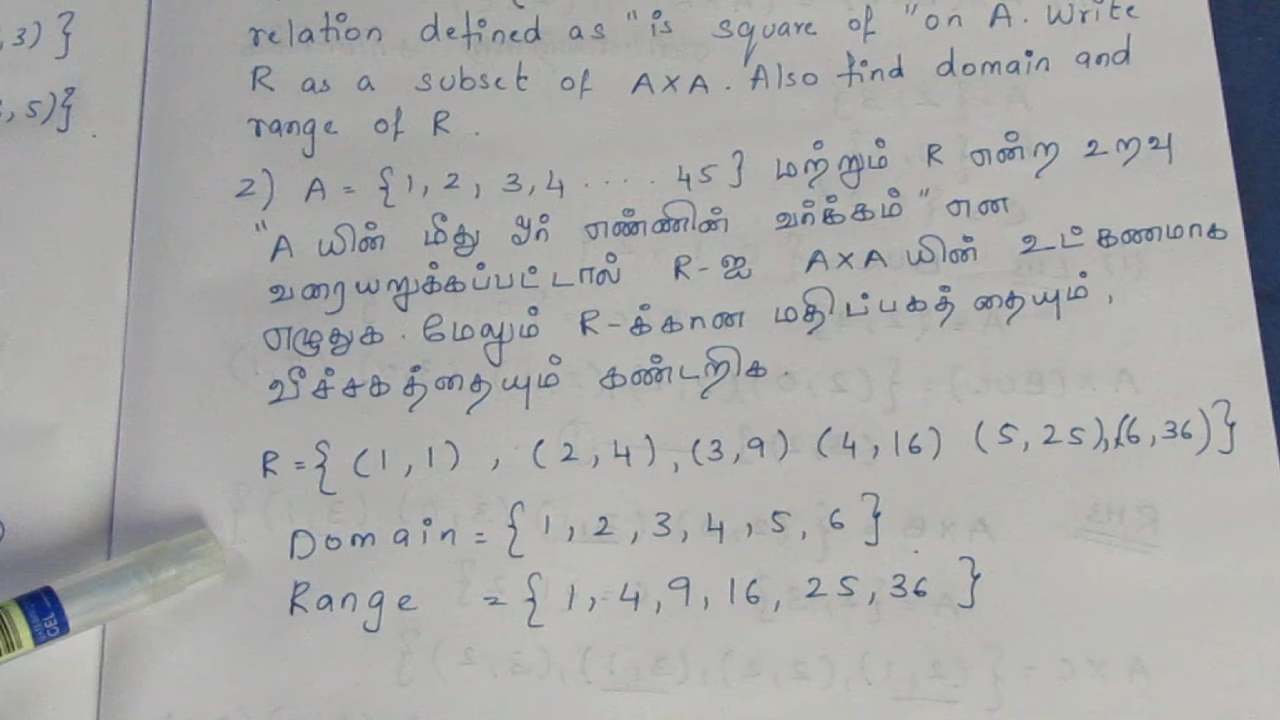 , 3) }
, 5)}
relation defined as "is square of" on A. Write
R as a subset of A×A. Also find domain and
range of R.
2) A = {1, 2, 3, 4 ..... 45} மற்றும் R என்ற உறவு
"A யின் மீது ஓர் எண்ணின் வர்க்கம்" என
வரையறுக்கப்பட்டால் R-ஐ A×A யின் உட்கணமாக
எழுதுக. மேலும் R-க்கான மதிப்பகத்தையும்,
வீச்சகத்தையும் கண்டறிக.
R = { (1, 1) , (2, 4) , (3, 9) (4, 16) (5, 25), (6, 36) }
Domain = { 1, 2, 3, 4, 5, 6 }
Range = { 1, 4, 9, 16, 25, 36 }